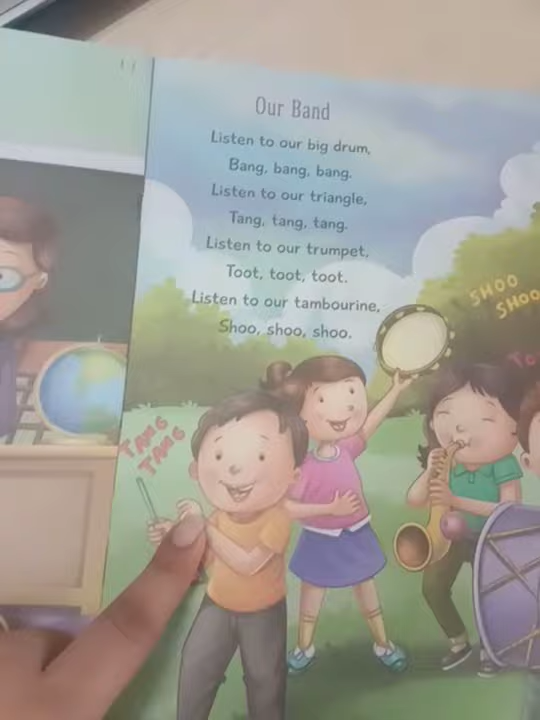 Our Band
Listen to our big drum,
Bang, bang, bang.
Listen to our triangle,
Tang, tang, tang.
Listen to our trumpet,
Toot, toot, toot.
Listen to our tambourine,
Shoo, shoo, shoo.
SHOO
SHOO
TANG
TANG